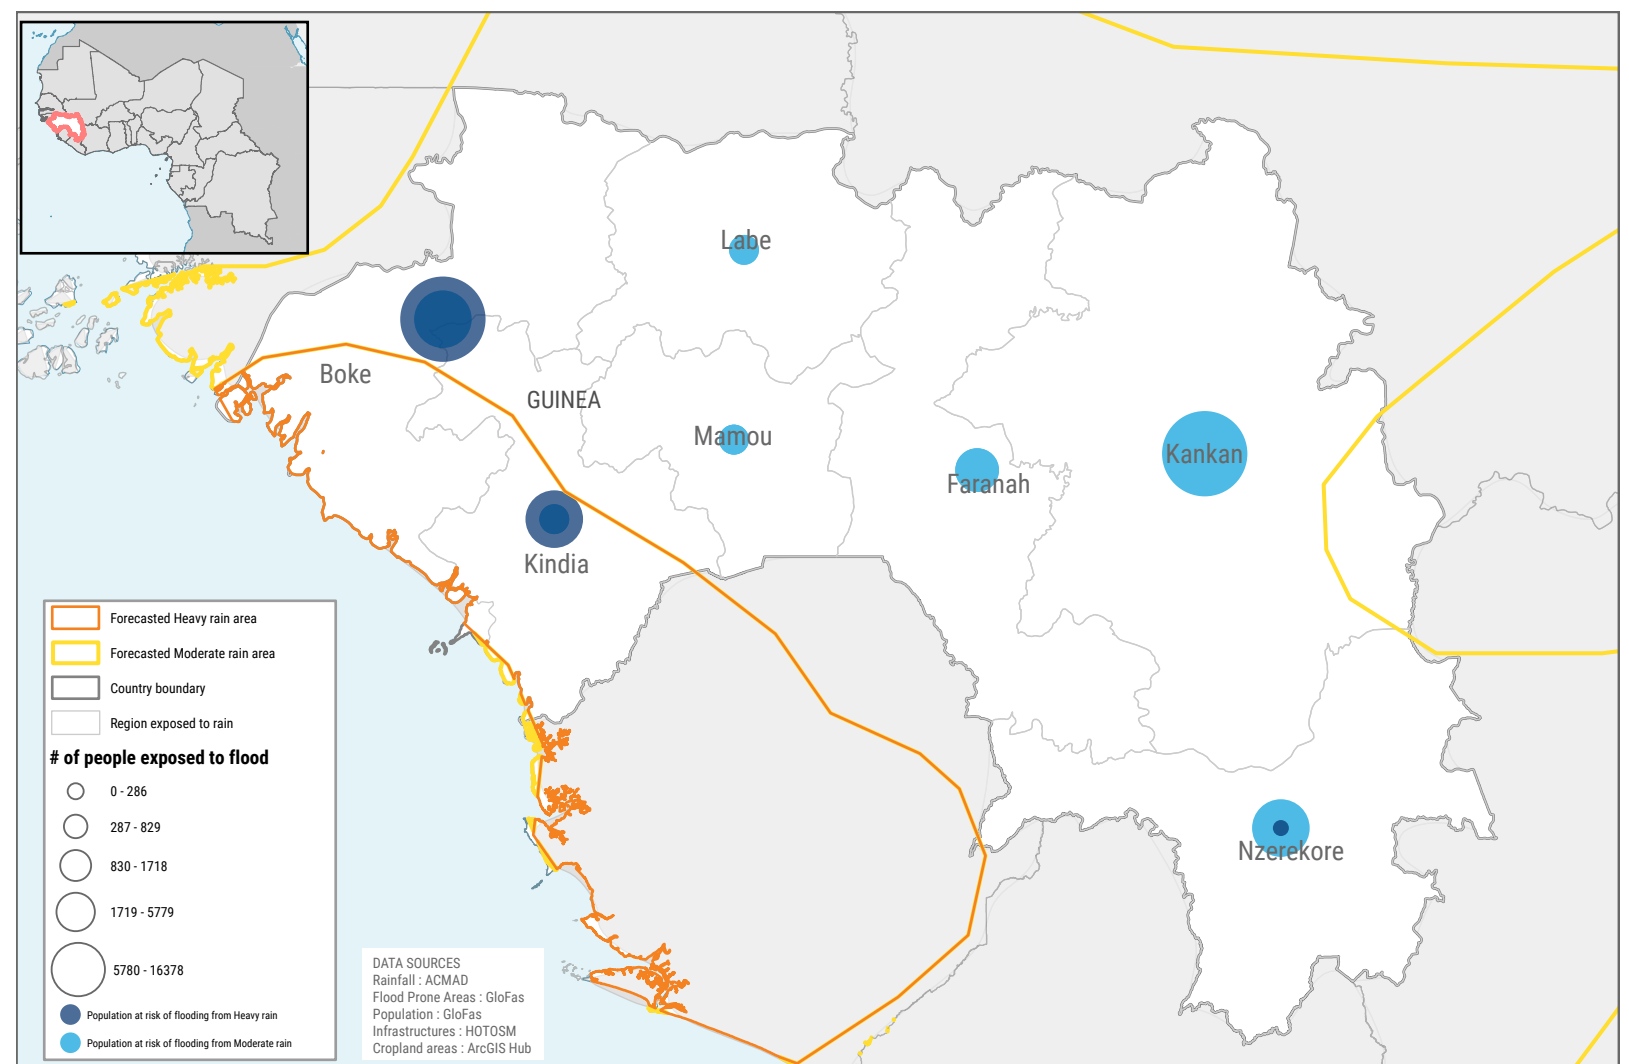 Labe
Boke
GUINEA
Mamou
Kankan
Faranah
Kindia
Nzerekore
Forecasted Heavy rain area
Forecasted Moderate rain area
Country boundary
Region exposed to rain
# of people exposed to flood
0 - 286
287 - 829
830 - 1718
1719 - 5779
5780 - 16378
Population at risk of flooding from Heavy rain
Population at risk of flooding from Moderate rain
DATA SOURCES
Rainfall : ACMAD
Flood Prone Areas : GloFas
Population : GloFas
Infrastructures : HOTOSM
Cropland areas : ArcGIS Hub